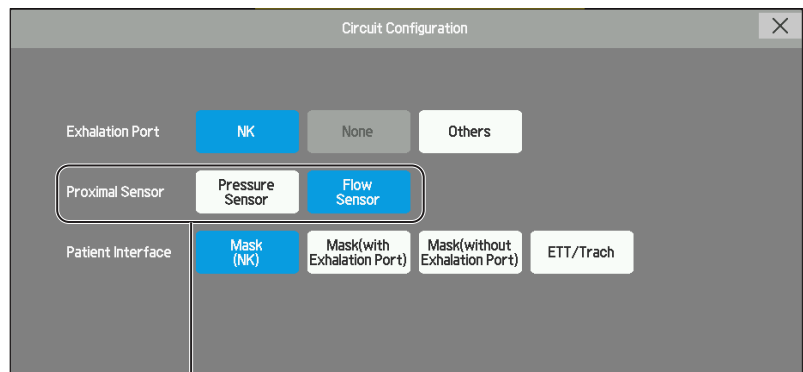 Circuit Configuration
Exhalation Port
NK
None
Others
Proximal Sensor
Pressure
Sensor
Flow
Sensor
Patient Interface
Mask
(NK)
Mask(with
Exhalation Port)
Mask(without
Exhalation Port)
ETT/Trach